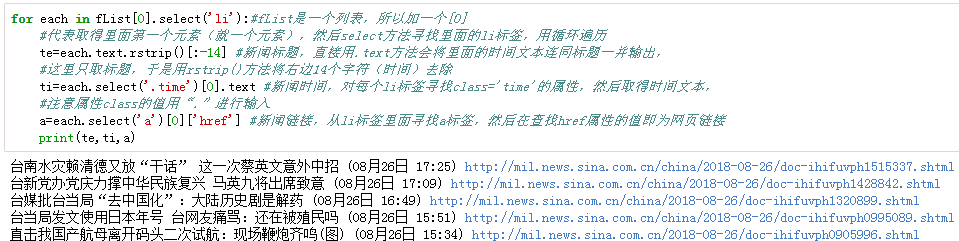 for each in fList[0].select('li'):#fList是一个列表，所以加一个[0]
#代表取得里面第一个元素（就一个元素），然后select方法寻找里面的li标签，用循环遍历
te=each.text.rstrip()[:-14] #新闻标题，直接用.text方法会将里面的时间文本连同标题一并输出，
#这里只取标题，于是用rstrip()方法将右边14个字符（时间）去除
ti=each.select('.time')[0].text #新闻时间，对每个li标签寻找class='time'的属性，然后取得时间文本，
#注意属性class的值用“.”进行输入
a=each.select('a')[0]['href'] #新闻链接，从li标签里面寻找a标签，然后在查找href属性的值即为网页链接
print(te,ti,a)
台南水灾赖清德又放“干话” 这一次蔡英文意外中招 (08月26日 17:25) http://mil.news.sina.com.cn/china/2018-08-26/doc-ihifuvph1515337.shtml
台新党办党庆力撑中华民族复兴 马英九将出席致意 (08月26日 17:09) http://mil.news.sina.com.cn/china/2018-08-26/doc-ihifuvph1428842.shtml
台媒批台当局“去中国化”：大陆历史剧是解药 (08月26日 16:49) http://mil.news.sina.com.cn/china/2018-08-26/doc-ihifuvph1320899.shtml
台当局发文使用日本年号 台网友痛骂：还在被殖民吗 (08月26日 15:51) http://mil.news.sina.com.cn/china/2018-08-26/doc-ihifuvph0995089.shtml
直击我国产航母离开码头二次试航：现场鞭炮齐鸣(图) (08月26日 15:34) http://mil.news.sina.com.cn/china/2018-08-26/doc-ihifuvph0905996.shtml